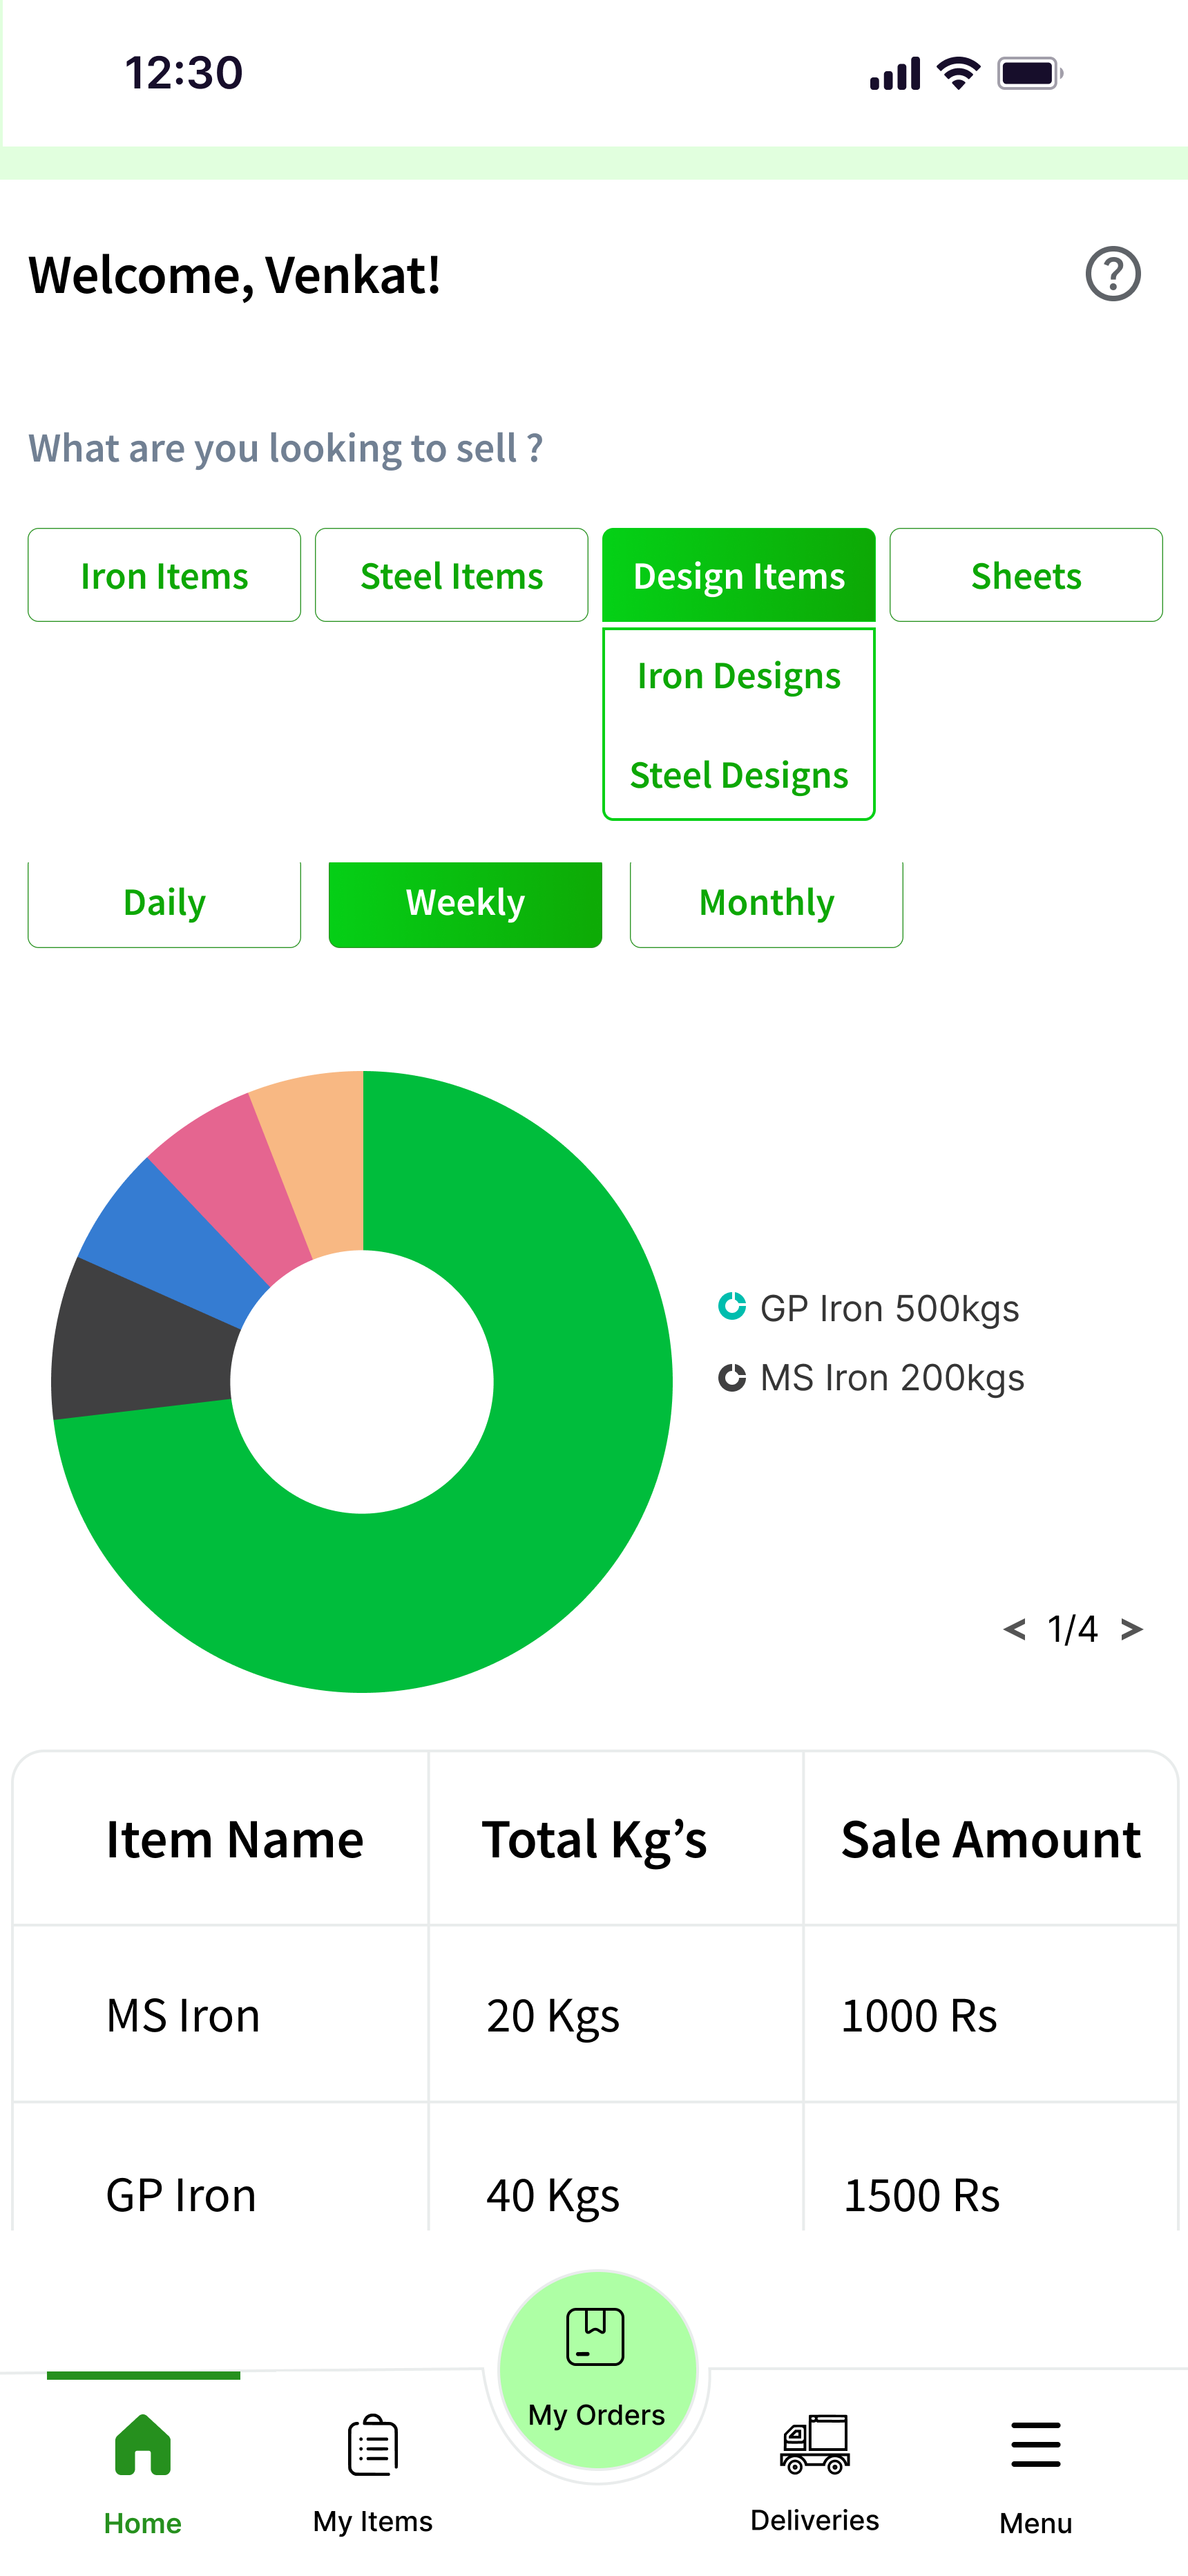 12:30
Welcome, Venkat!
?
What are you looking to sell ?
Iron Items
Steel Items
Design Items
Sheets
Iron Designs
Steel Designs
Daily
Weekly
Monthly
GP Iron 500kgs
MS Iron 200kgs
< 1/4 >
Item Name Total Kg’s Sale Amount
MS Iron 20 Kgs 1000 Rs
GP Iron 40 Kgs 1500 Rs
My Orders
Home
My Items
Deliveries
Menu